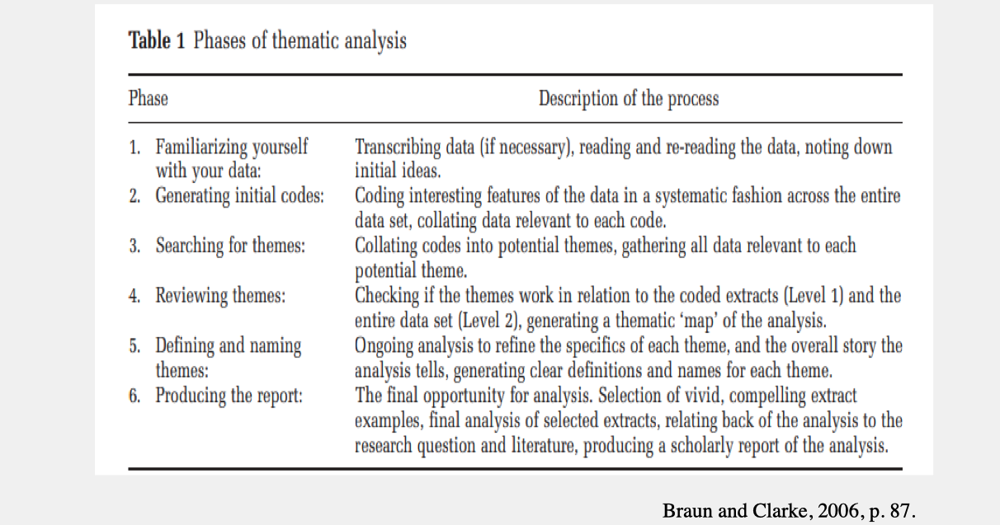 Table 1 Phases of thematic analysis
Phase Description of the process
1. Familiarizing yourself Transcribing data (if necessary), reading and re-reading the data, noting down
with your data: initial ideas.
2. Generating initial codes: Coding interesting features of the data in a systematic fashion across the entire
data set, collating data relevant to each code.
3. Searching for themes: Collating codes into potential themes, gathering all data relevant to each
potential theme.
4. Reviewing themes: Checking if the themes work in relation to the coded extracts (Level 1) and the
entire data set (Level 2), generating a thematic ‘map’ of the analysis.
5. Defining and naming Ongoing analysis to refine the specifics of each theme, and the overall story the
themes: analysis tells, generating clear definitions and names for each theme.
6. Producing the report: The final opportunity for analysis. Selection of vivid, compelling extract
examples, final analysis of selected extracts, relating back of the analysis to the
research question and literature, producing a scholarly report of the analysis.
Braun and Clarke, 2006, p. 87.